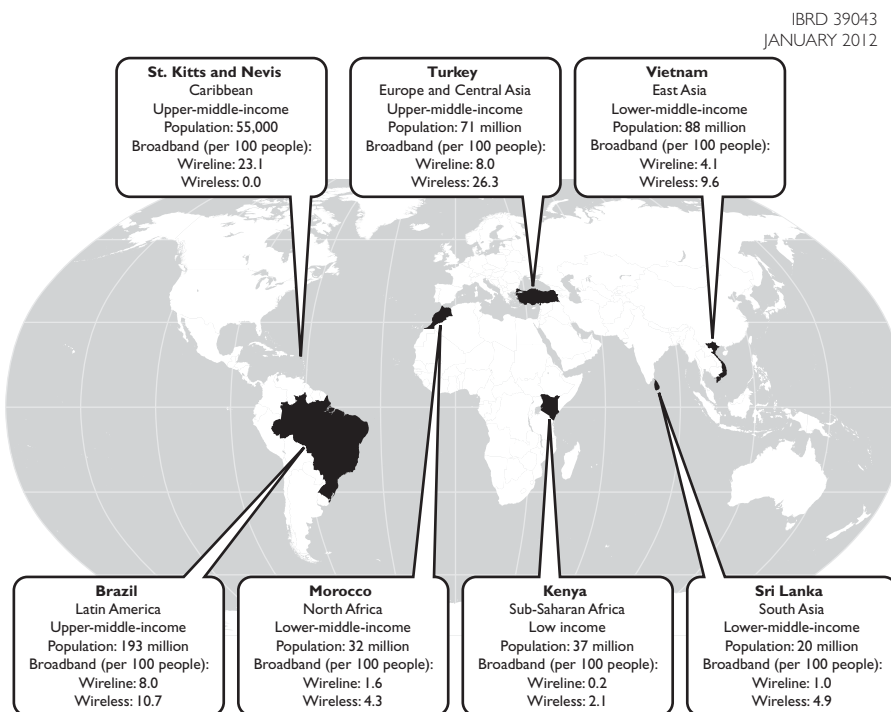 IBRD 39043
JANUARY 2012
St. Kitts and Nevis
Caribbean
Upper-middle-income
Population: 55,000
Broadband (per 100 people):
Wireline: 23.1
Wireless: 0.0
Turkey
Europe and Central Asia
Upper-middle-income
Population: 71 million
Broadband (per 100 people):
Wireline: 8.0
Wireless: 26.3
Vietnam
East Asia
Lower-middle-income
Population: 88 million
Broadband (per 100 people):
Wireline: 4.1
Wireless: 9.6
Brazil
Latin America
Upper-middle-income
Population: 193 million
Broadband (per 100 people):
Wireline: 8.0
Wireless: 10.7
Morocco
North Africa
Lower-middle-income
Population: 32 million
Broadband (per 100 people):
Wireline: 1.6
Wireless: 4.3
Kenya
Sub-Saharan Africa
Low income
Population: 37 million
Broadband (per 100 people):
Wireline: 0.2
Wireless: 2.1
Sri Lanka
South Asia
Lower-middle-income
Population: 20 million
Broadband (per 100 people):
Wireline: 1.0
Wireless: 4.9